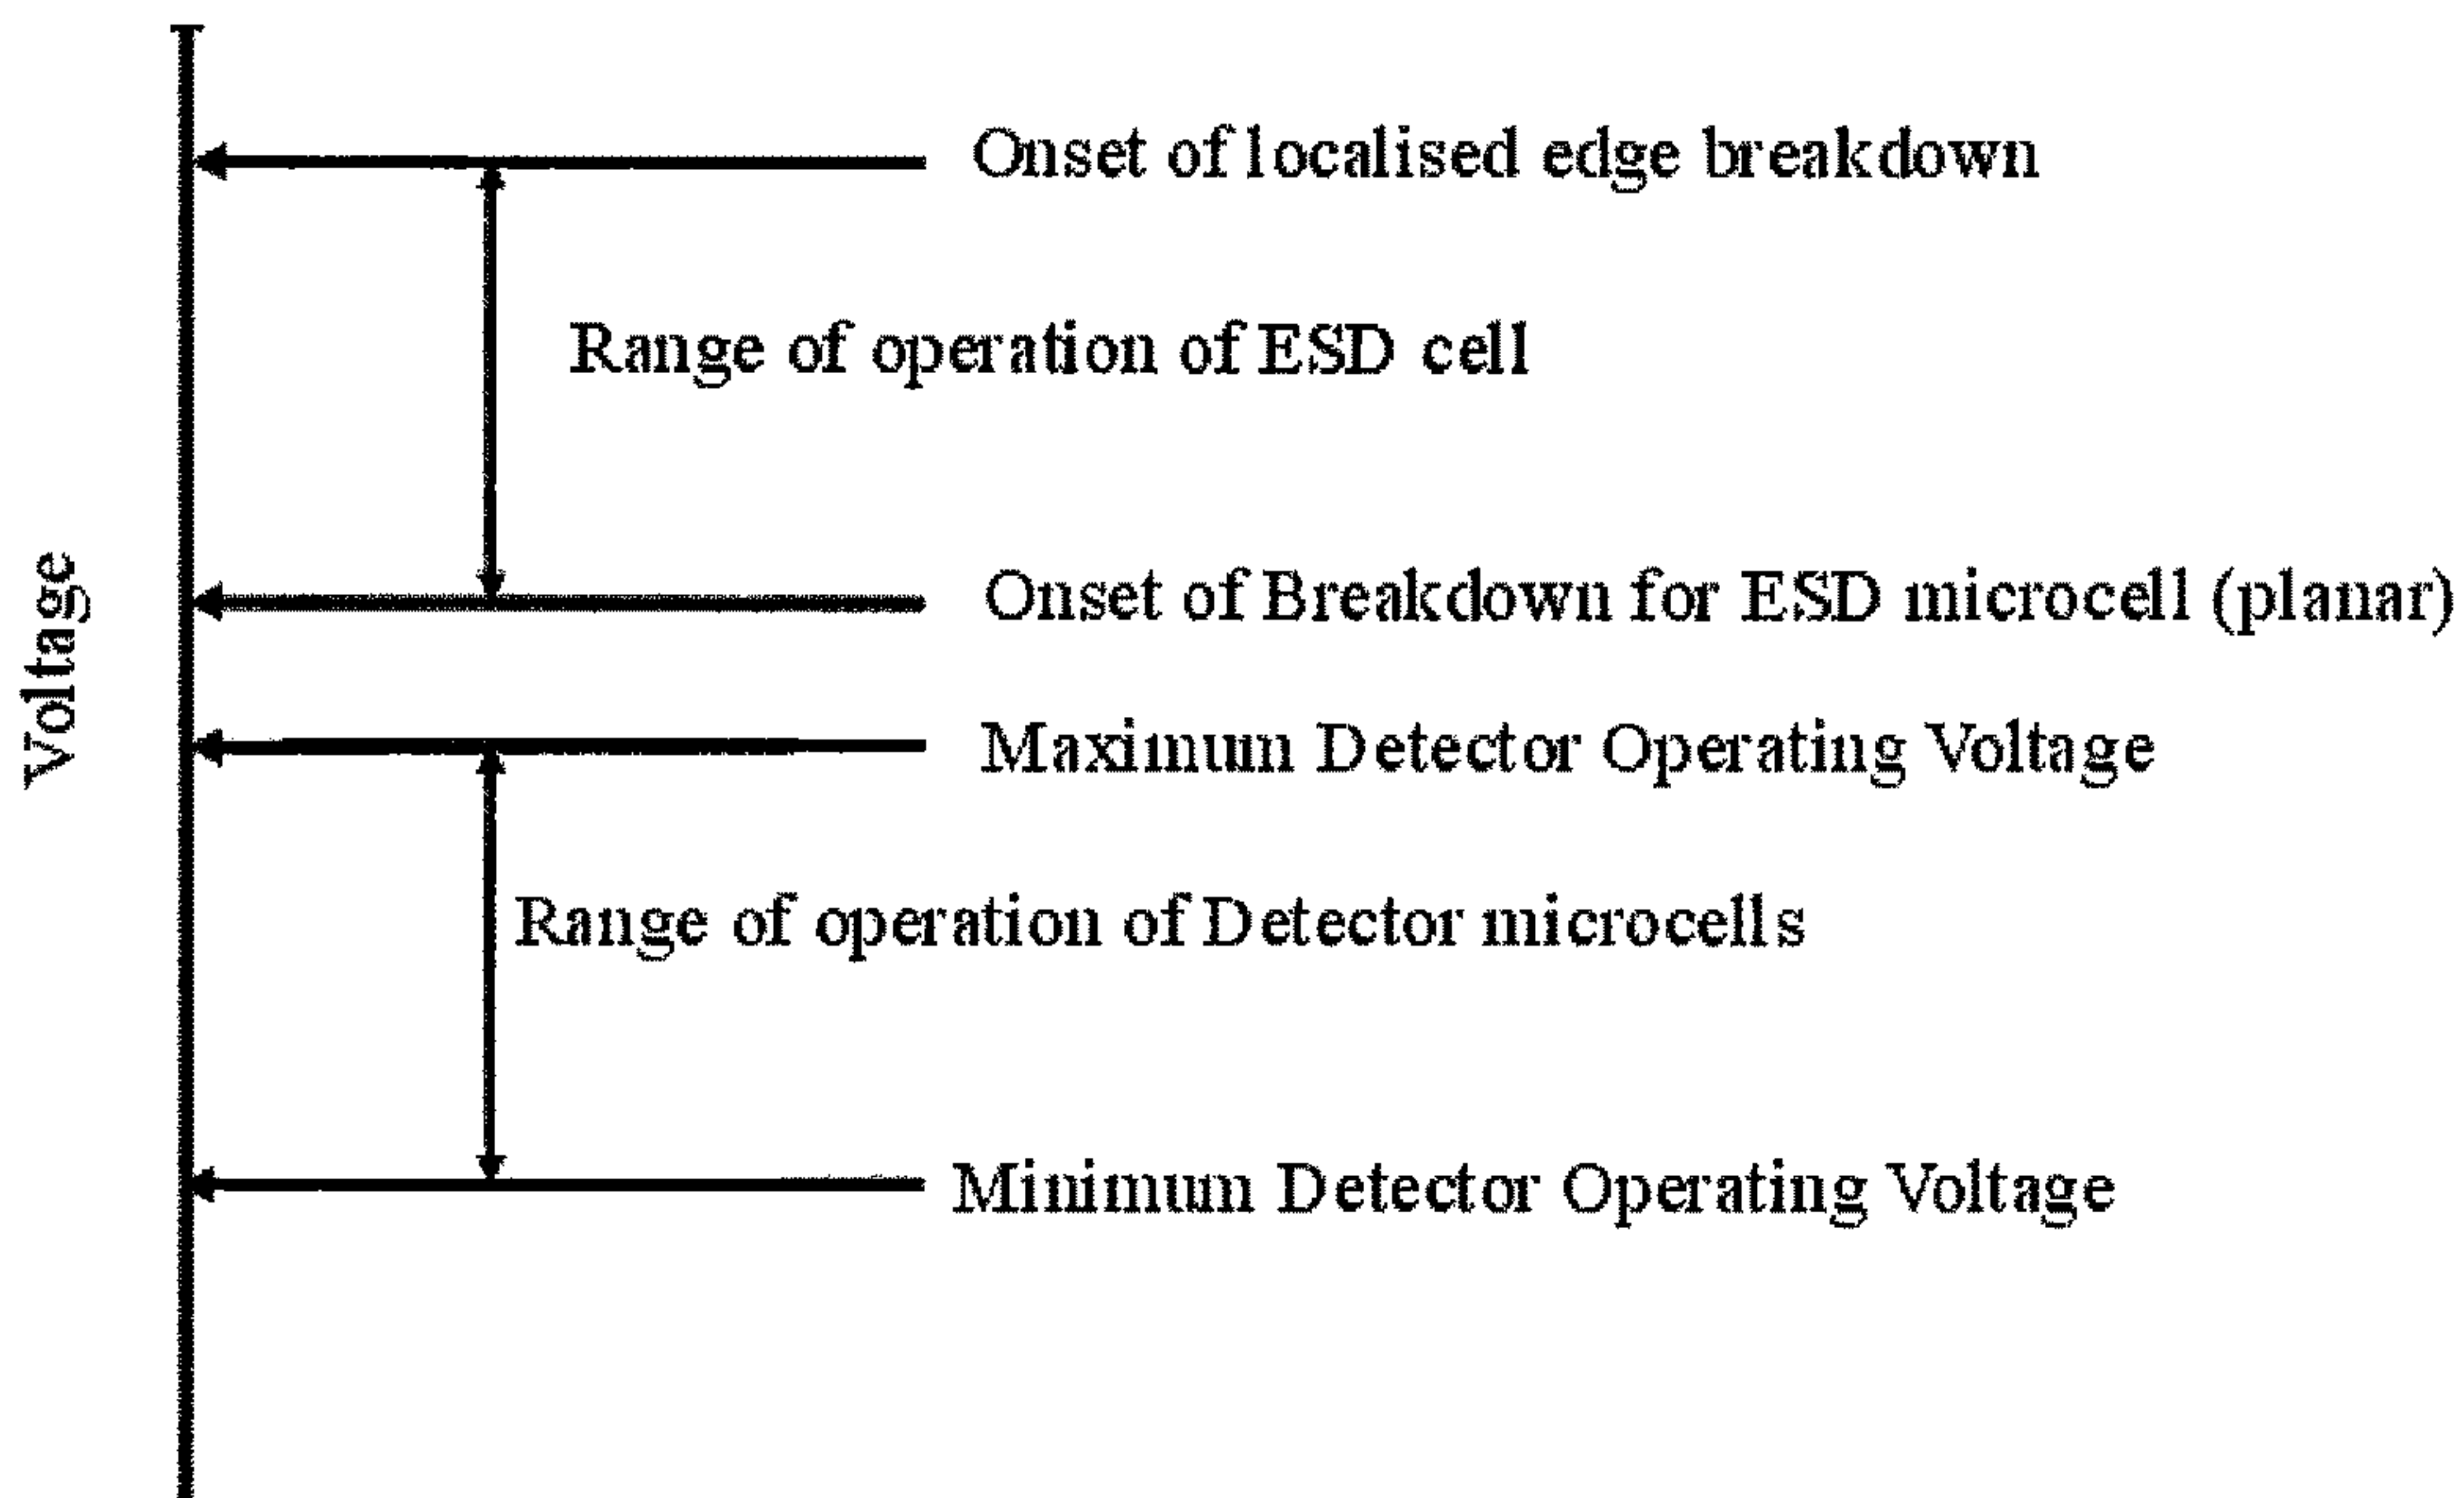 Onset of localised edge breakdown
Range of operation of ESD cell
Onset of Breakdown for ESD microcell (planar)
Voltage
Maximum Detector Operating Voltage
Range of operation of Detector microcells
Minimum Detector Operating Voltage